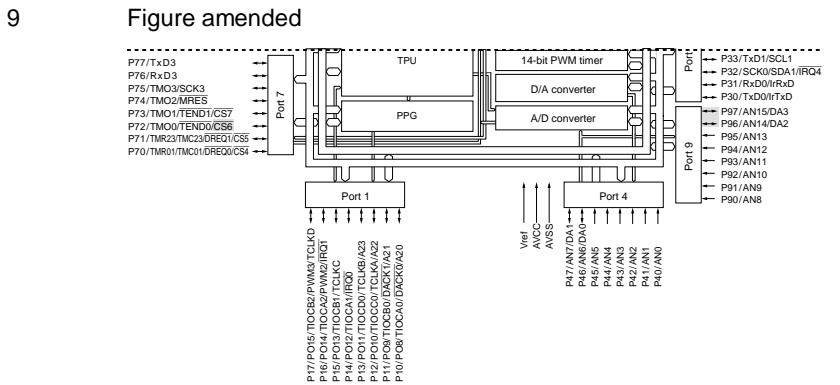 9 Figure amended
P77/TxD3
P76/RxD3
P75/TMO3/SCK3
P74/TMO2/MRES
P73/TMO1/TEND1/CS7
P72/TMO0/TEND0/CS6
P71/TMR23/TMC23/DREQ1/CS5
P70/TMR01/TMC01/DREQ0/CS4
Port 7
TPU
PPG
14-bit PWM timer
D/A converter
A/D converter
Port
P33/TxD1/SCL1
P32/SCK0/SDA1/IRQ4
P31/RxD0/IrRxD
P30/TxD0/IrTxD
Port 9
P97/AN15/DA3
P96/AN14/DA2
P95/AN13
P94/AN12
P93/AN11
P92/AN10
P91/AN9
P90/AN8
Port 1
Port 4
P17/PO15/TIOCB2/PWM3/TCLKD
P16/PO14/TIOCA2/PWM2/IRQ1
P15/PO13/TIOCB1/TCLKC
P14/PO12/TIOCA1/IRQ0
P13/PO11/TIOCD0/TCLKB/A23
P12/PO10/TIOCC0/TCLKA/A22
P11/PO9/TIOCB0/DACK1/A21
P10/PO8/TIOCA0/DACK0/A20
Vref
AVCC
AVSS
P47/AN7/DA1
P46/AN6/DA0
P45/AN5
P44/AN4
P43/AN3
P42/AN2
P41/AN1
P40/AN0